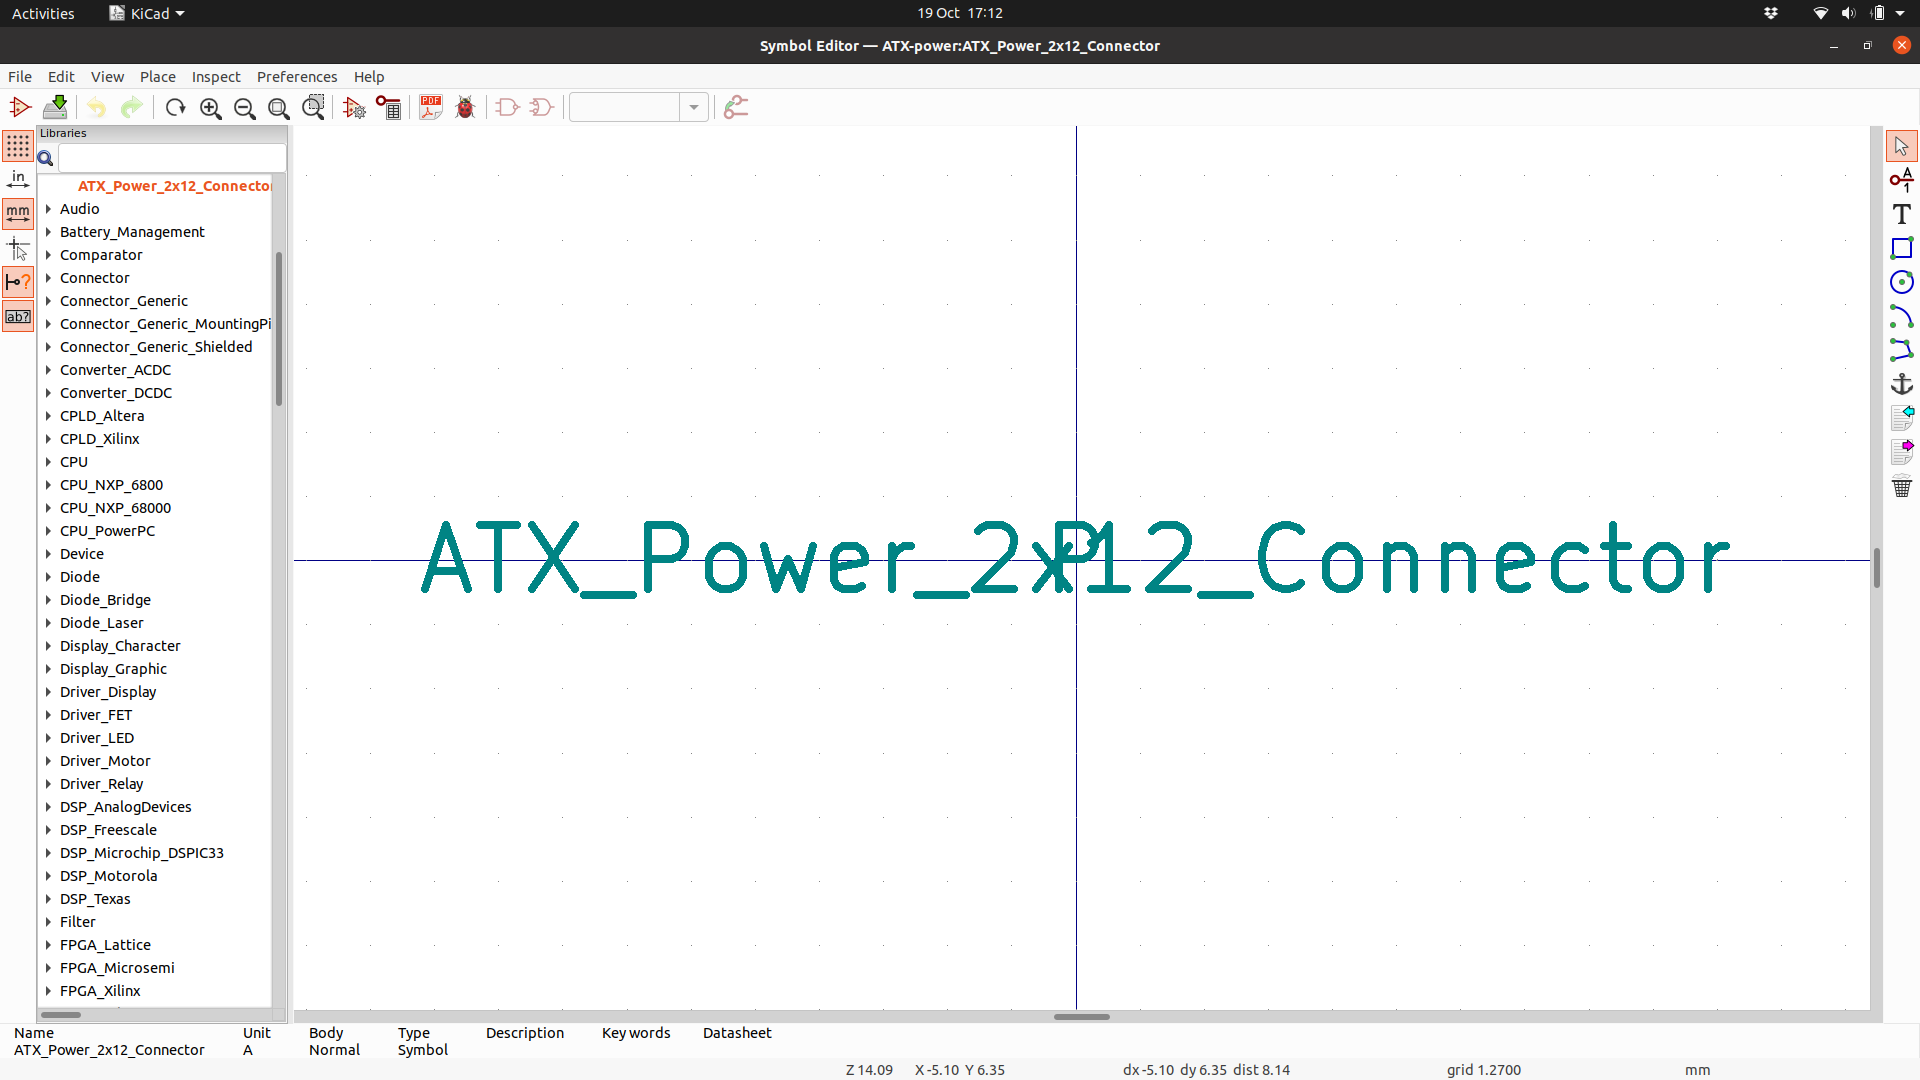 Activities
KiCad
19 Oct 17:12
Symbol Editor — ATX-power:ATX_Power_2x12_Connector
File Edit View Place Inspect Preferences Help
PDF
Libraries
in
mm
ab?
ATX_Power_2x12_Connector
Audio
Battery_Management
Comparator
Connector
Connector_Generic
Connector_Generic_MountingPi
Connector_Generic_Shielded
Converter_ACDC
Converter_DCDC
CPLD_Altera
CPLD_Xilinx
CPU
CPU_NXP_6800
CPU_NXP_68000
CPU_PowerPC
Device
Diode
Diode_Bridge
Diode_Laser
Display_Character
Display_Graphic
Driver_Display
Driver_FET
Driver_LED
Driver_Motor
Driver_Relay
DSP_AnalogDevices
DSP_Freescale
DSP_Microchip_DSPIC33
DSP_Motorola
DSP_Texas
Filter
FPGA_Lattice
FPGA_Microsemi
FPGA_Xilinx
ATX_Power_2x12_Connector
P
A
1
T
Name Unit Body Type Description Key words Datasheet
ATX_Power_2x12_Connector A Normal Symbol
Z 14.09 X -5.10 Y 6.35 dx -5.10 dy 6.35 dist 8.14 grid 1.2700 mm